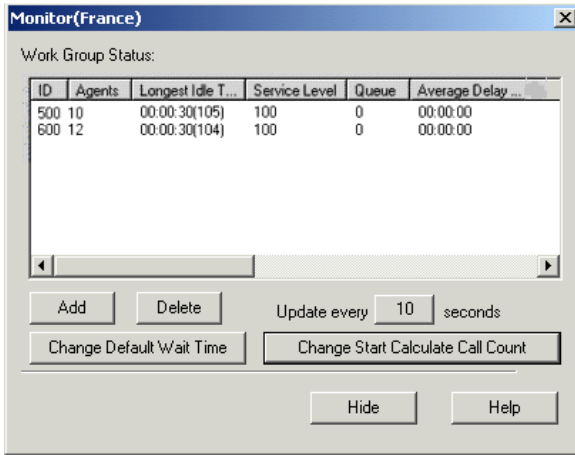 Monitor(France)
Work Group Status:
ID Agents Longest Idle T... Service Level Queue Average Delay ...
500 10 00:00:30(105) 100 0 00:00:00
600 12 00:00:30(104) 100 0 00:00:00
Add Delete Update every 10 seconds
Change Default Wait Time Change Start Calculate Call Count
Hide Help